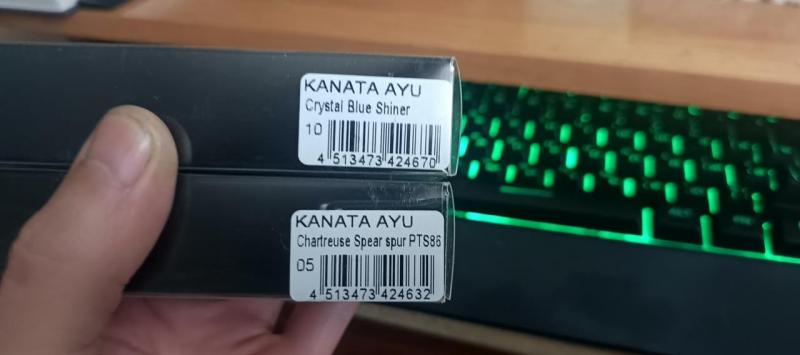 KANATA AYU
Crystal Blue Shiner
10
4 513473 424670
KANATA AYU
Chartreuse Spear spur PTS86
05
4 513473 424632